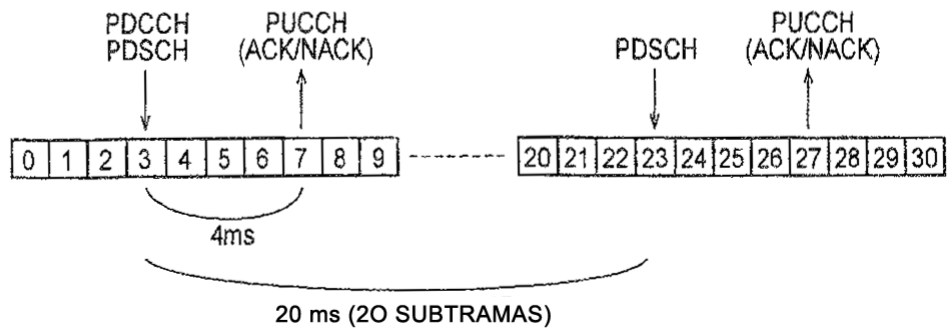 PDCCH
PDSCH
PUCCH
(ACK/NACK)
PDSCH
PUCCH
(ACK/NACK)
0 1 2 3 4 5 6 7 8 9
20 21 22 23 24 25 26 27 28 29 30
4ms
20 ms (2O SUBTRAMAS)